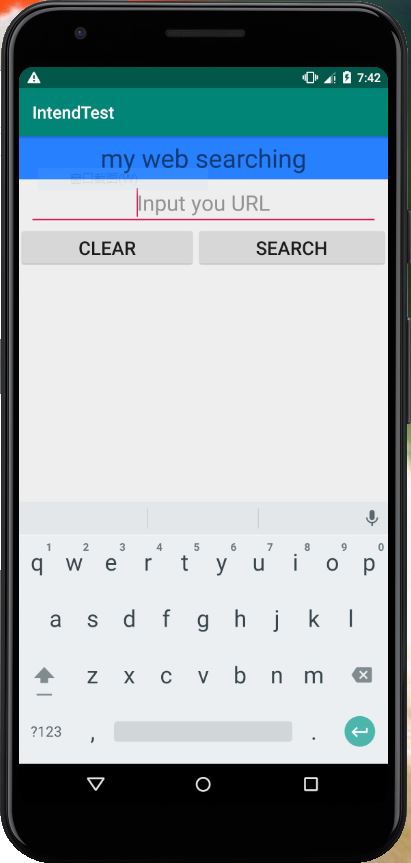 7:42
IntendTest
my web searching
Input you URL
CLEAR SEARCH
1 2 3 4 5 6 7 8 9 0
q w e r t y u i o p
a s d f g h j k l
z x c v b n m
?123 , .